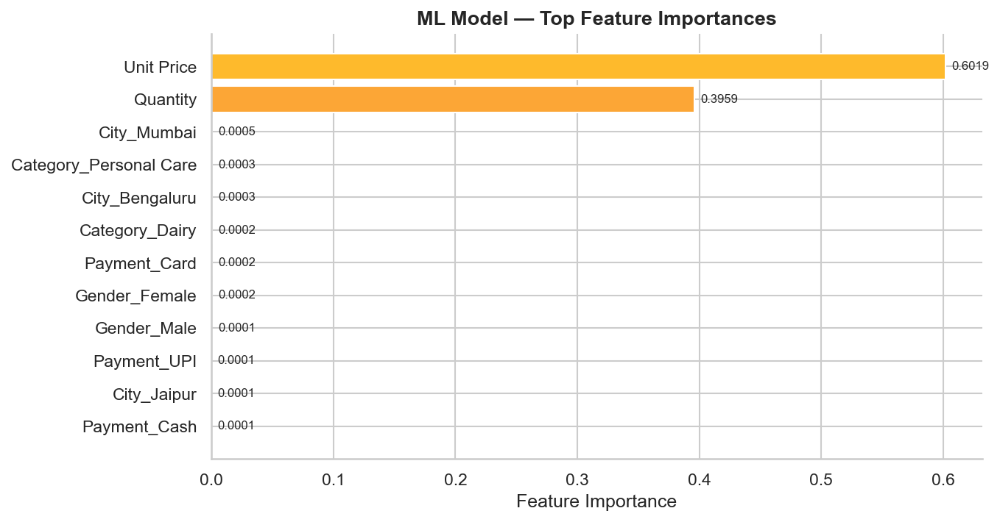 ML Model — Top Feature Importances
Unit Price 0.6019
Quantity 0.3959
City_Mumbai 0.0005
Category_Personal Care 0.0003
City_Bengaluru 0.0003
Category_Dairy 0.0002
Payment_Card 0.0002
Gender_Female 0.0002
Gender_Male 0.0001
Payment_UPI 0.0001
City_Jaipur 0.0001
Payment_Cash 0.0001
0.0 0.1 0.2 0.3 0.4 0.5 0.6
Feature Importance